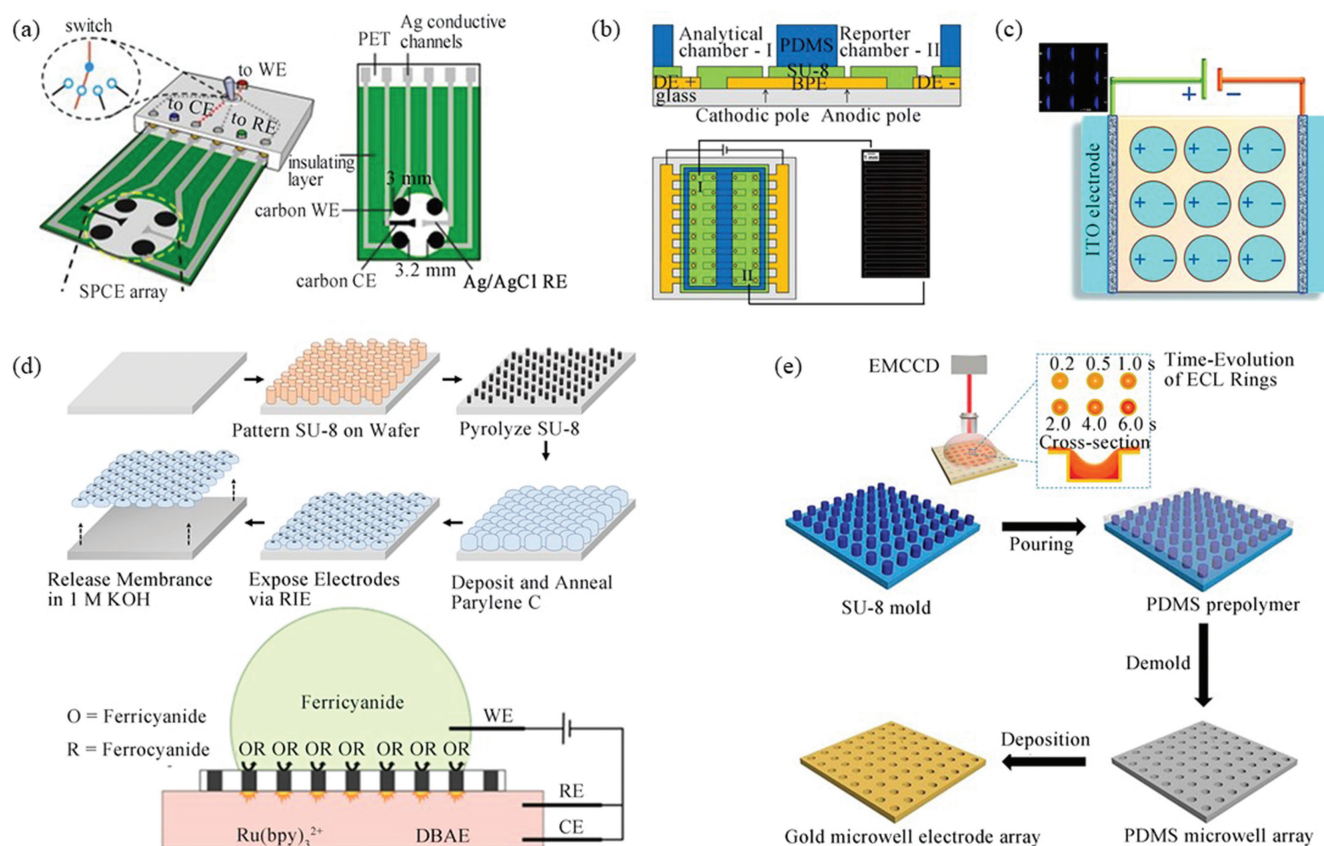 (a)
switch
to WE
to CE
to RE
SPCE array
Ag conductive
channels
PET
insulating
layer
3 mm
carbon WE
carbon CE
3.2 mm
Ag/AgCl RE
(b)
Analytical
chamber - I
PDMS
Reporter
chamber - II
SU-8
DE +
BPE
DE -
glass
Cathodic pole
Anodic pole
I
II
1 mm
(c)
+ −
ITO electrode
+ − + − + −
+ − + − + −
+ − + − + −
(d)
Pattern SU-8 on Wafer
Pyrolyze SU-8
Release Membrance
in 1 M KOH
Expose Electrodes
via RIE
Deposit and Anneal
Parylene C
Ferricyanide
O = Ferricyanide
R = Ferrocyanide
WE
OR OR OR OR OR OR OR
RE
CE
Ru(bpy)₃²⁺
DBAE
(e)
EMCCD
Time-Evolution
of ECL Rings
0.2 0.5 1.0 s
2.0 4.0 6.0 s
Cross-section
Pouring
SU-8 mold
PDMS prepolymer
Demold
Deposition
Gold microwell electrode array
PDMS microwell array